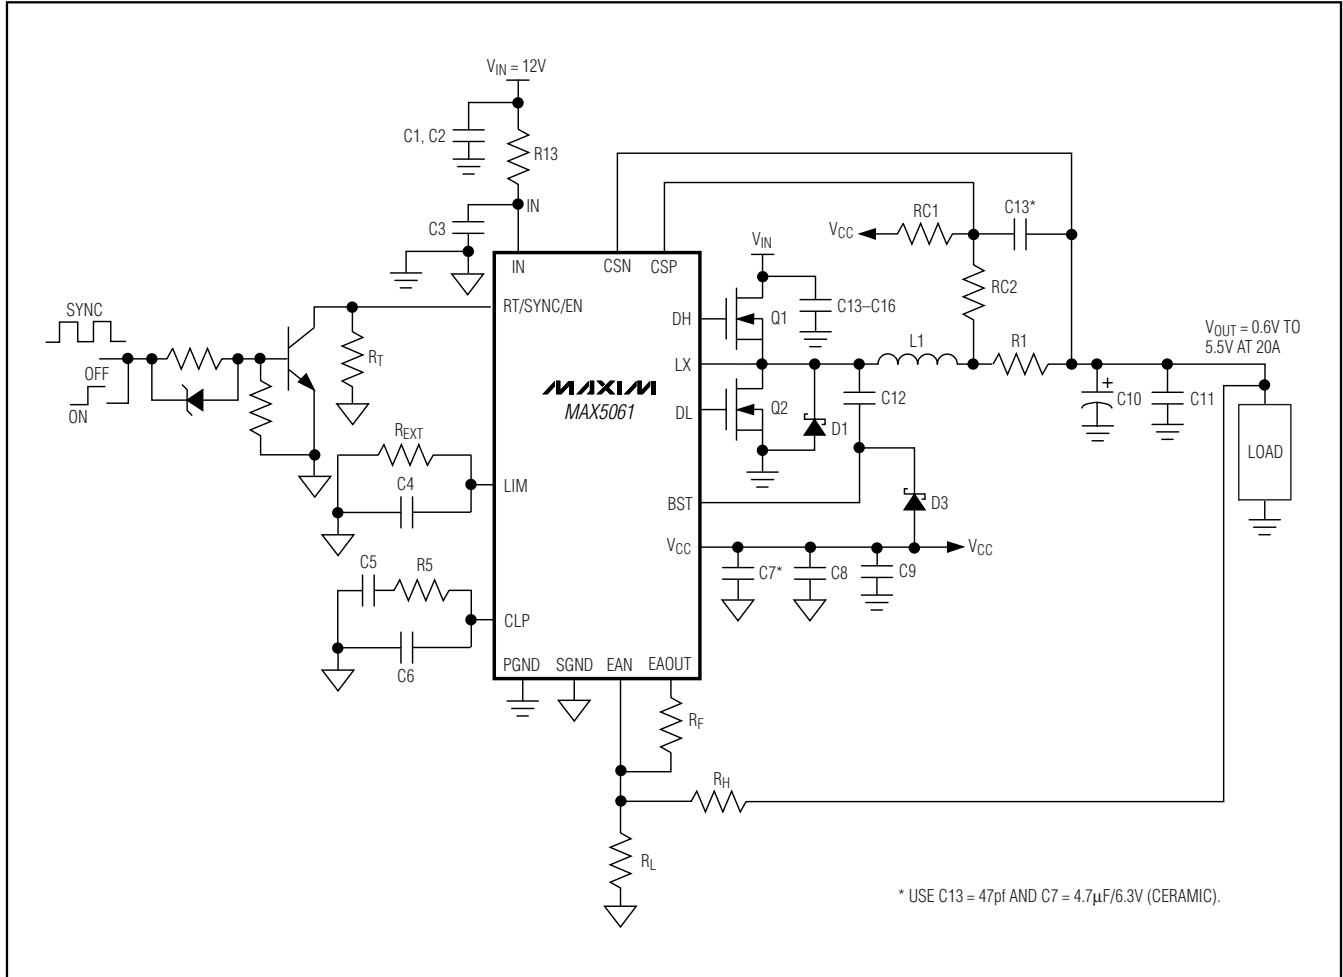 V_IN = 12V
C1, C2
R13
IN
C3
RC1
C13*
V_CC
V_IN
IN
CSN
CSP
RC2
C13–C16
SYNC
RT/SYNC/EN
DH
Q1
V_OUT = 0.6V TO
5.5V AT 20A
R_T
L1
R1
LX
OFF
ON
MAXIM
MAX5061
DL
Q2
D1
C12
C10
+
C11
LOAD
R_EXT
C4
LIM
BST
D3
V_CC
V_CC
C5
R5
C7*
C8
C9
CLP
C6
PGND
SGND
EAN
EAOUT
R_F
R_H
R_L
* USE C13 = 47pf AND C7 = 4.7μF/6.3V (CERAMIC).